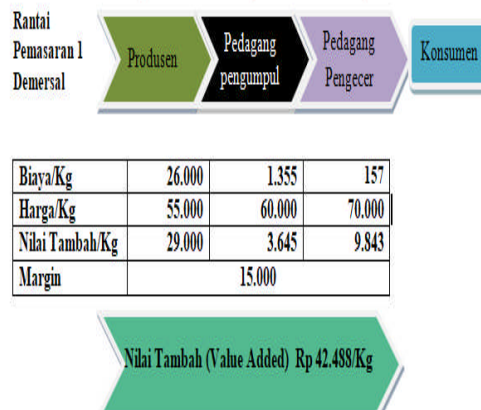 Rantai
Pemasaran 1
Demersal
Produsen
Pedagang
pengumpul
Pedagang
Pengecer
Konsumen
Biaya/Kg 26.000 1.355 157
Harga/Kg 55.000 60.000 70.000
Nilai Tambah/Kg 29.000 3.645 9.843
Margin 15.000
Nilai Tambah (Value Added) Rp 42.488/Kg